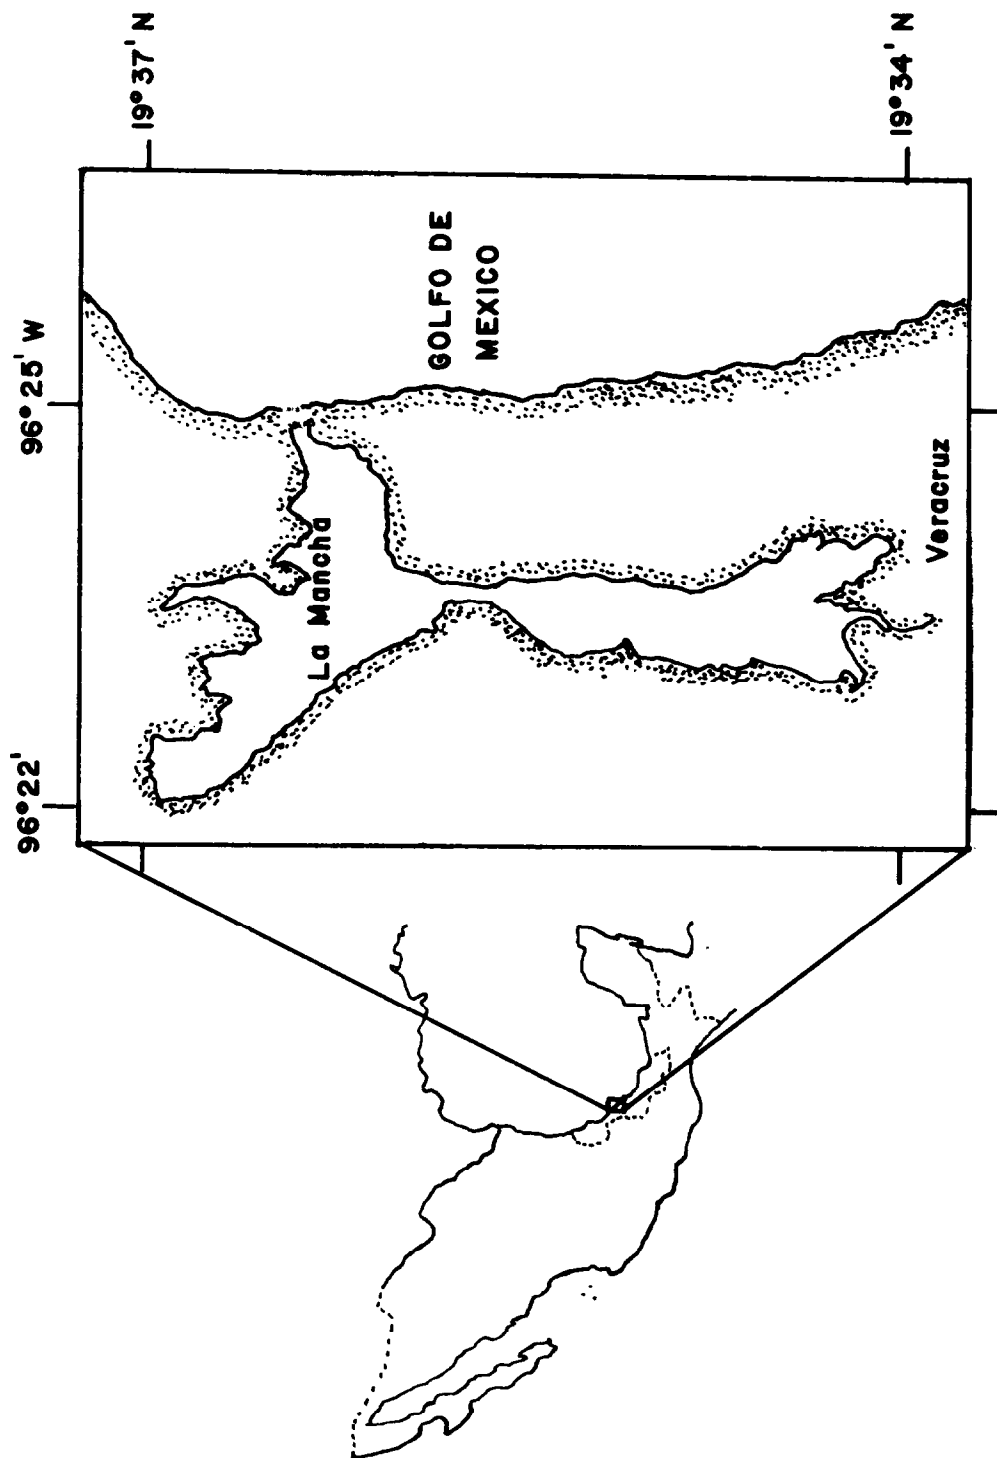 96°22'
96°25' W
19°37' N
19°34' N
La Mancha
GOLFO DE
MEXICO
Veracruz